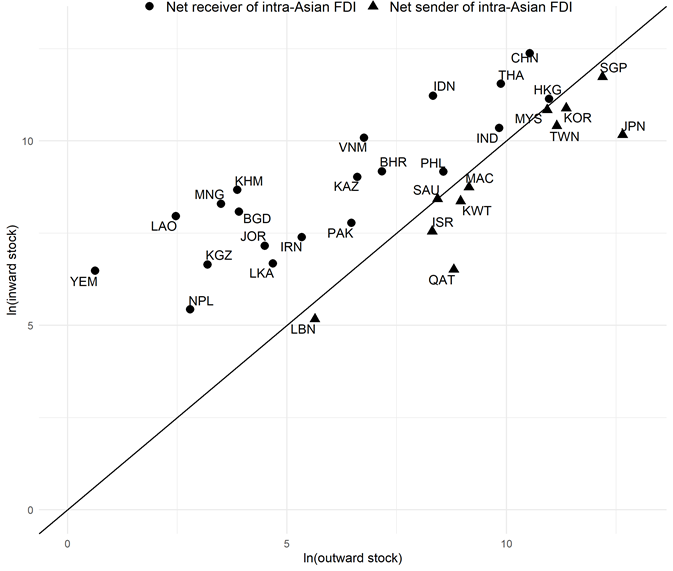 Net receiver of intra-Asian FDI Net sender of intra-Asian FDI
CHN
SGP
THA
IDN
HKG
MYS
KOR
JPN
TWN
IND
10
VNM
BHR
PHL
KAZ
MAC
KHM
SAU
MNG
KWT
BGD
LAO
ISR
PAK
JOR
IRN
KGZ
LKA
YEM
QAT
NPL
LBN
5
0
ln(inward stock)
0 5 10
ln(outward stock)